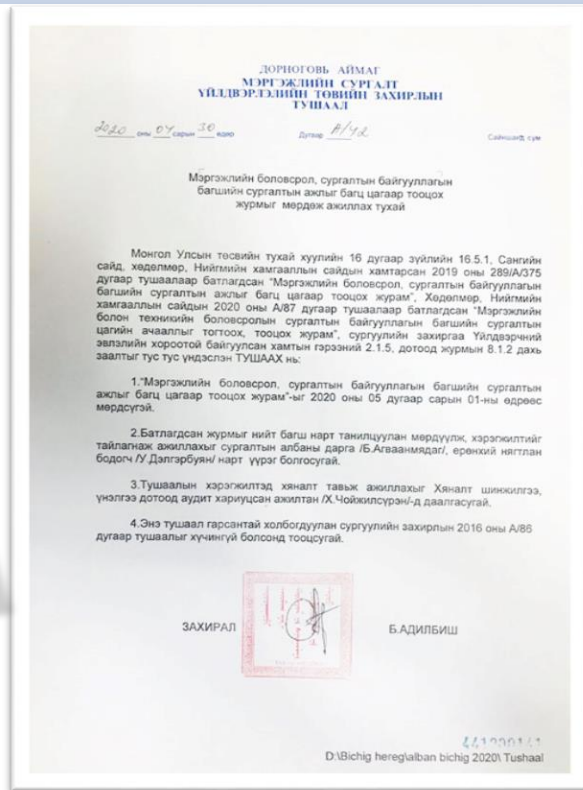 ДОРНОГОВЬ АЙМАГ
МЭРГЭЖЛИЙН СУРГАЛТ
ҮЙЛДВЭРЛЭЛИЙН ТӨВИЙН ЗАХИРЛЫН
ТУШААЛ
2020 оны 04 сарын 30 өдөр Дугаар А/42 Сайншанд сум
Мэргэжлийн боловсрол, сургалтын байгууллагын
багшийн сургалтын ажлыг багц цагаар тооцох
журмыг мөрдөж ажиллах тухай
Монгол Улсын төсвийн тухай хуулийн 16 дугаар зүйлийн 16.5.1, Сангийн
сайд, хөдөлмөр, Нийгмийн хамгааллын сайдын хамтарсан 2019 оны 289/А/375
дугаар тушаалаар батлагдсан "Мэргэжлийн боловсрол, сургалтын байгууллагын
багшийн сургалтын ажлыг багц цагаар тооцох журам", Хөдөлмөр, Нийгмийн
хамгааллын сайдын 2020 оны А/87 дугаар тушаалаар батлагдсан "Мэргэжлийн
болон техникийн боловсролын сургалтын байгууллагын багшийн сургалтын
цагийн ачааллыг тогтоох, тооцох журам", сургуулийн захиргаа Үйлдвэрчний
эвлэлийн хороотой байгуулсан хамтын гэрээний 2.1.5, дотоод журмын 8.1.2 дахь
заалтыг тус тус үндэслэн ТУШААХ нь:
1."Мэргэжлийн боловсрол, сургалтын байгууллагын багшийн сургалтын
ажлыг багц цагаар тооцох журам"-ыг 2020 оны 05 дугаар сарын 01-ны өдрөөс
мөрдсүгэй.
2.Батлагдсан журмыг нийт багш нарт танилцуулан мөрдүүлж, хэрэгжилтийг
тайлагнаж ажиллахыг сургалтын албаны дарга /Б.Агваанмядаг/, ерөнхий нягтлан
бодогч /У.Дэлгэрбуян/ нарт үүрэг болгосугай.
3.Тушаалын хэрэгжилтэд хяналт тавьж ажиллахыг Хяналт шинжилгээ,
үнэлгээ дотоод аудит хариуцсан ажилтан /Х.Чойжилсүрэн/-д даалгасугай.
4.Энэ тушаал гарсантай холбогдуулан сургуулийн захирлын 2016 оны А/86
дугаар тушаалыг хүчингүй болсонд тооцсугай.
ЗАХИРАЛ Б.АДИЛБИШ
D:\Bichig hereg\alban bichig 2020\ Tushaal